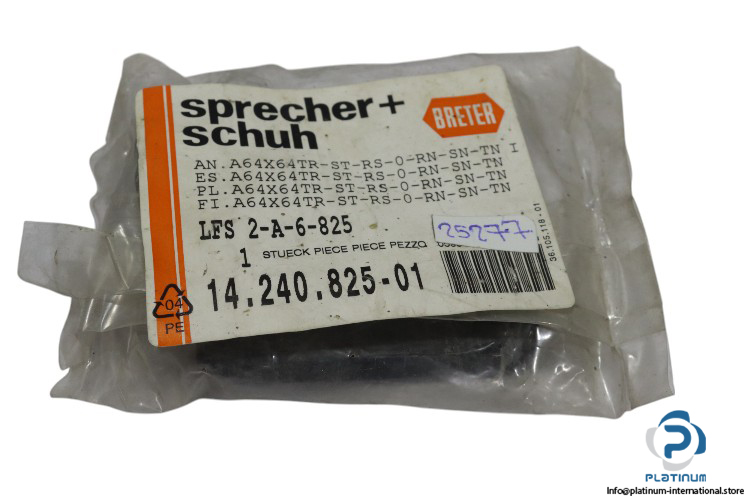 sprecher+
schuh
BRETER
AN.A64X64TR-ST-RS-0-RN-SN-TN I
ES.A64X64TR-ST-RS-0-RN-SN-TN
PL.A64X64TR-ST-RS-0-RN-SN-TN
FI.A64X64TR-ST-RS-0-RN-SN-TN
LFS 2-A-6-825
25277
1 STUECK PIECE PIECE PEZZO
14.240.825-01
36.105.118-01
04
PE
PLATINUM
Info@platinum-international.store